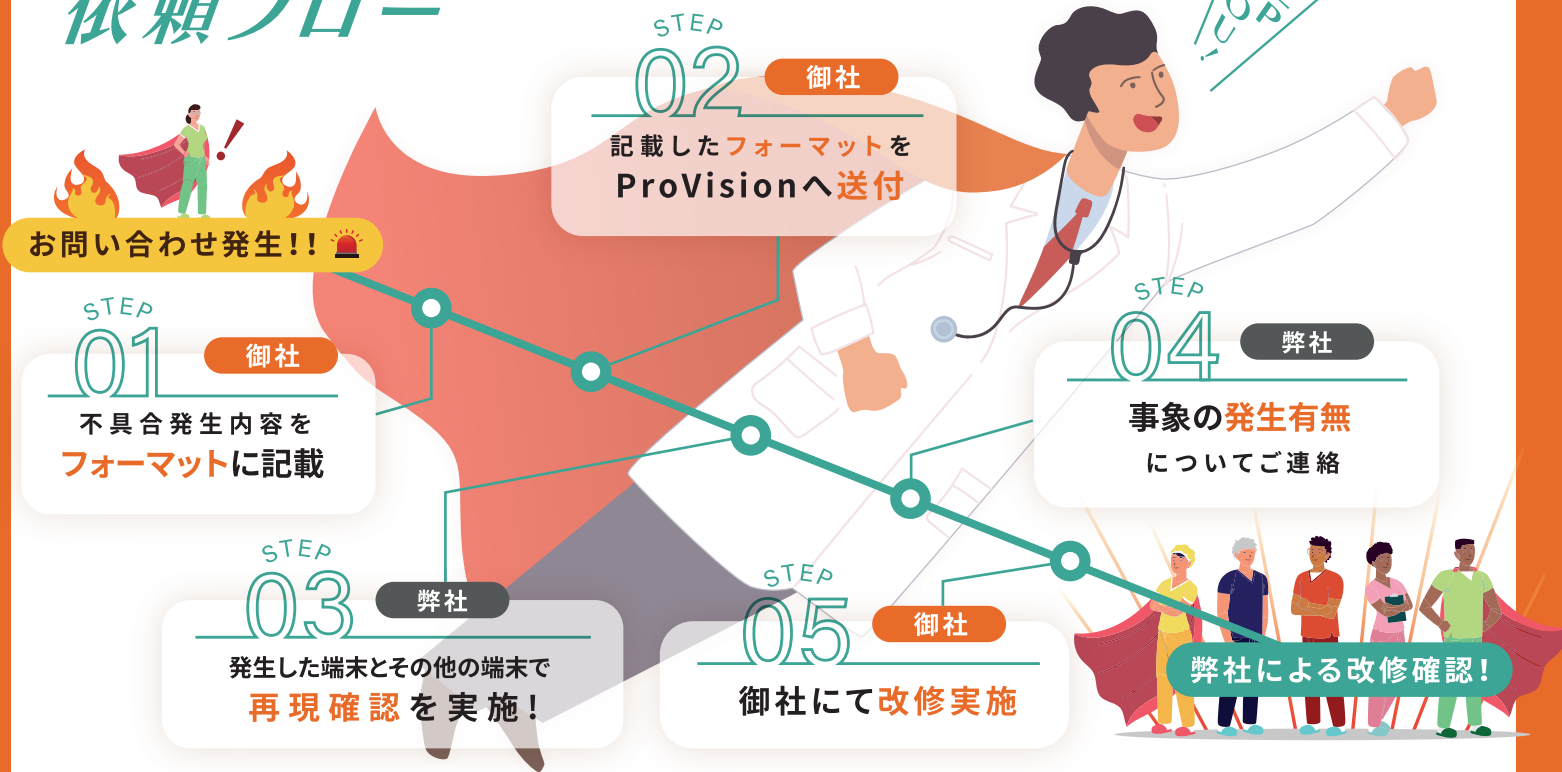 依頼フロー
UP!
お問い合わせ発生!!
STEP
01
御社
不具合発生内容を
フォーマットに記載
STEP
02
御社
記載したフォーマットを
ProVisionへ送付
STEP
03
弊社
発生した端末とその他の端末で
再現確認を実施!
STEP
04
弊社
事象の発生有無
についてご連絡
STEP
05
御社
御社にて改修実施
弊社による改修確認!